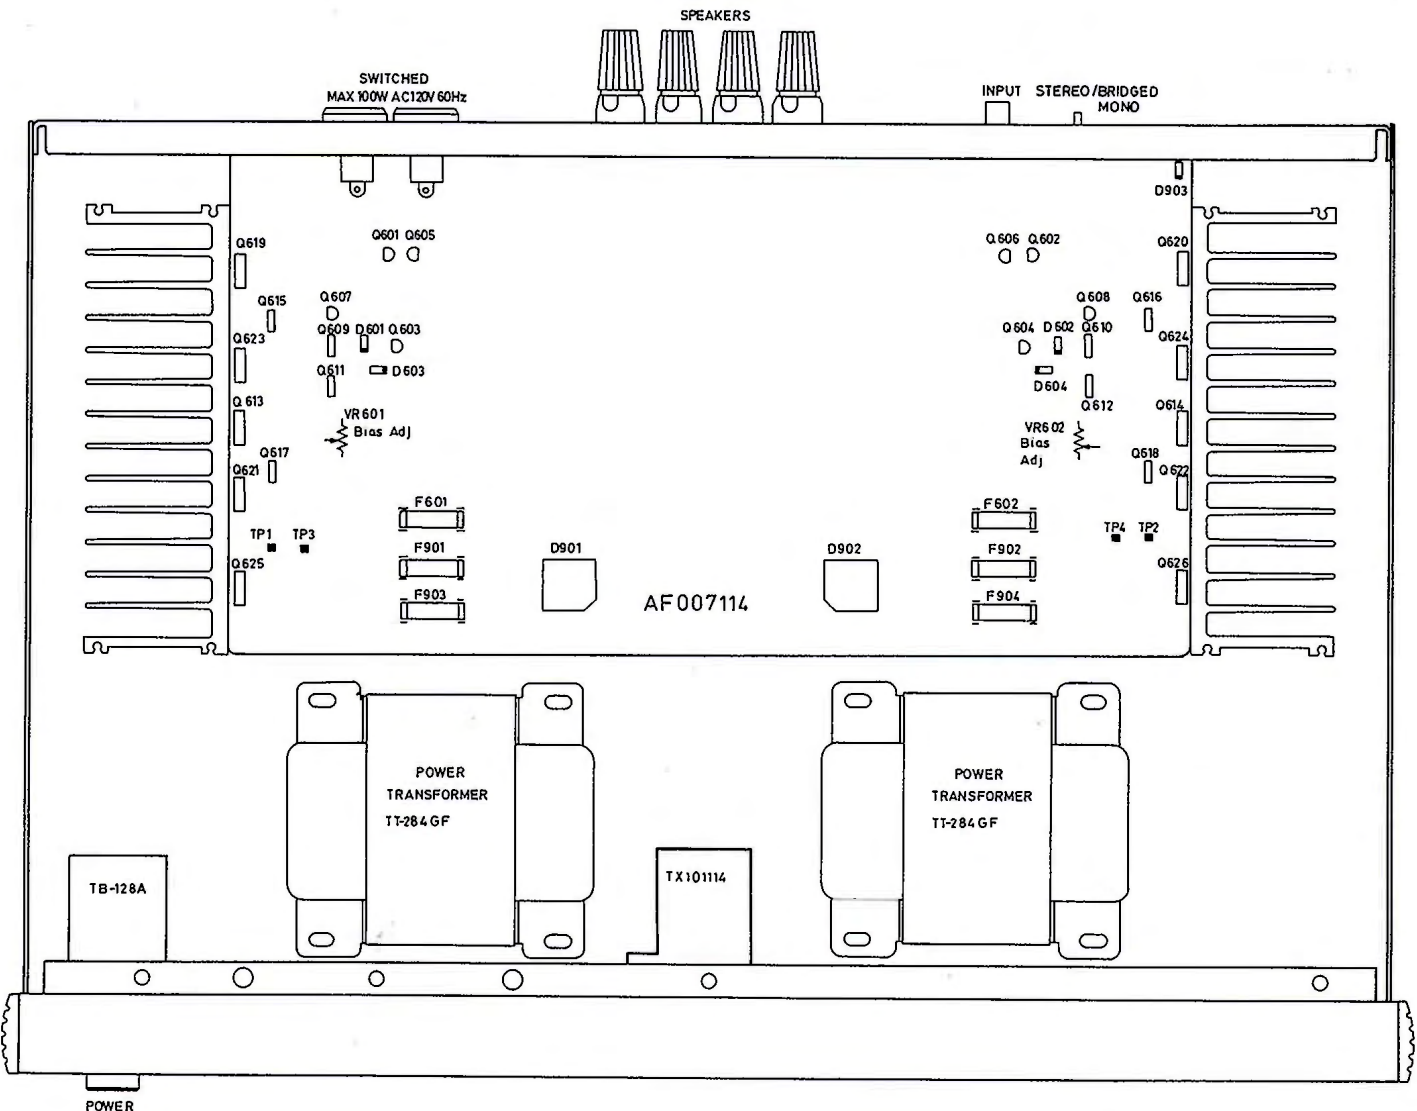 SPEAKERS
SWITCHED
MAX 100W AC120V 60Hz
INPUT
STEREO/BRIDGED
MONO
D903
Q619
Q601
Q605
Q606
Q602
Q620
Q615
Q607
Q608
Q616
Q623
Q609
D601
Q603
Q604
D602
Q610
Q624
Q611
D603
D604
Q612
Q613
VR601
Bias Adj
VR602
Bias
Adj
Q614
Q617
Q618
Q621
Q622
F601
F602
TP1
TP3
TP4
TP2
F901
D901
D902
F902
Q625
Q626
F903
AF007114
F904
POWER
TRANSFORMER
TT-284GF
POWER
TRANSFORMER
TT-284GF
TB-128A
TX101114
POWER